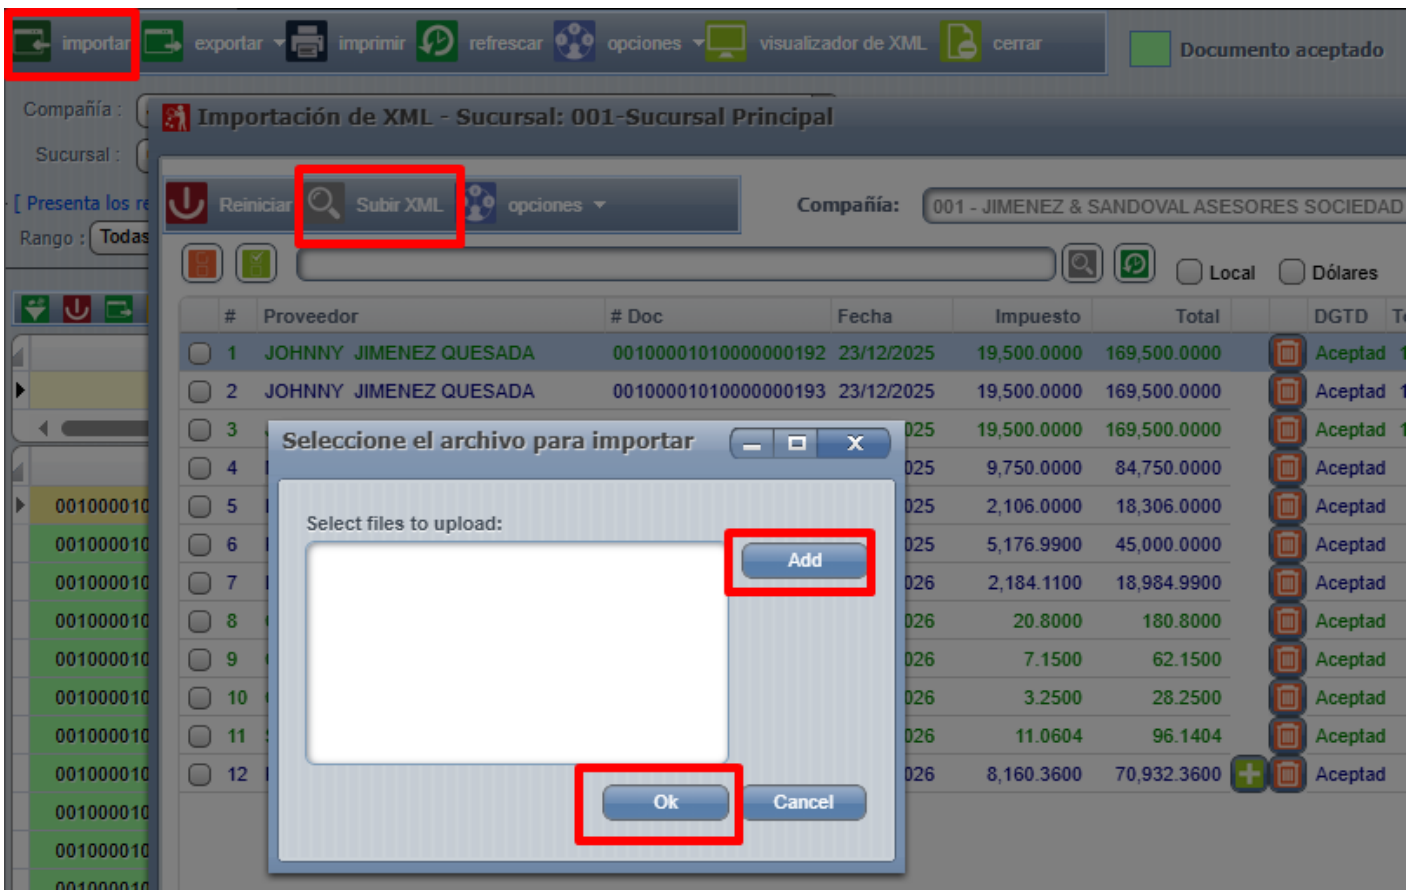 importar exportar imprimir refrescar opciones visualizador de XML cerrar Documento aceptado
Compañía :
Importación de XML - Sucursal: 001-Sucursal Principal
Sucursal :
[ Presenta los re
Reiniciar Subir XML opciones Compañía: 001 - JIMENEZ & SANDOVAL ASESORES SOCIEDAD
Rango : Todas
Local Dólares
# Proveedor # Doc Fecha Impuesto Total DGTD
1 JOHNNY JIMENEZ QUESADA 00100001010000000192 23/12/2025 19,500.0000 169,500.0000 Aceptad 1
2 JOHNNY JIMENEZ QUESADA 00100001010000000193 23/12/2025 19,500.0000 169,500.0000 Aceptad 1
3 025 19,500.0000 169,500.0000 Aceptad 1
Seleccione el archivo para importar
4 025 9,750.0000 84,750.0000 Aceptad
001000010 5 025 2,106.0000 18,306.0000 Aceptad
Select files to upload:
001000010 6 025 5,176.9900 45,000.0000 Aceptad
Add
001000010 7 026 2,184.1100 18,984.9900 Aceptad
001000010 8 026 20.8000 180.8000 Aceptad
001000010 9 026 7.1500 62.1500 Aceptad
001000010 10 026 3.2500 28.2500 Aceptad
001000010 11 026 11.0604 96.1404 Aceptad
001000010 12 026 8,160.3600 70,932.3600 Aceptad
Ok Cancel
001000010
001000010
001000010